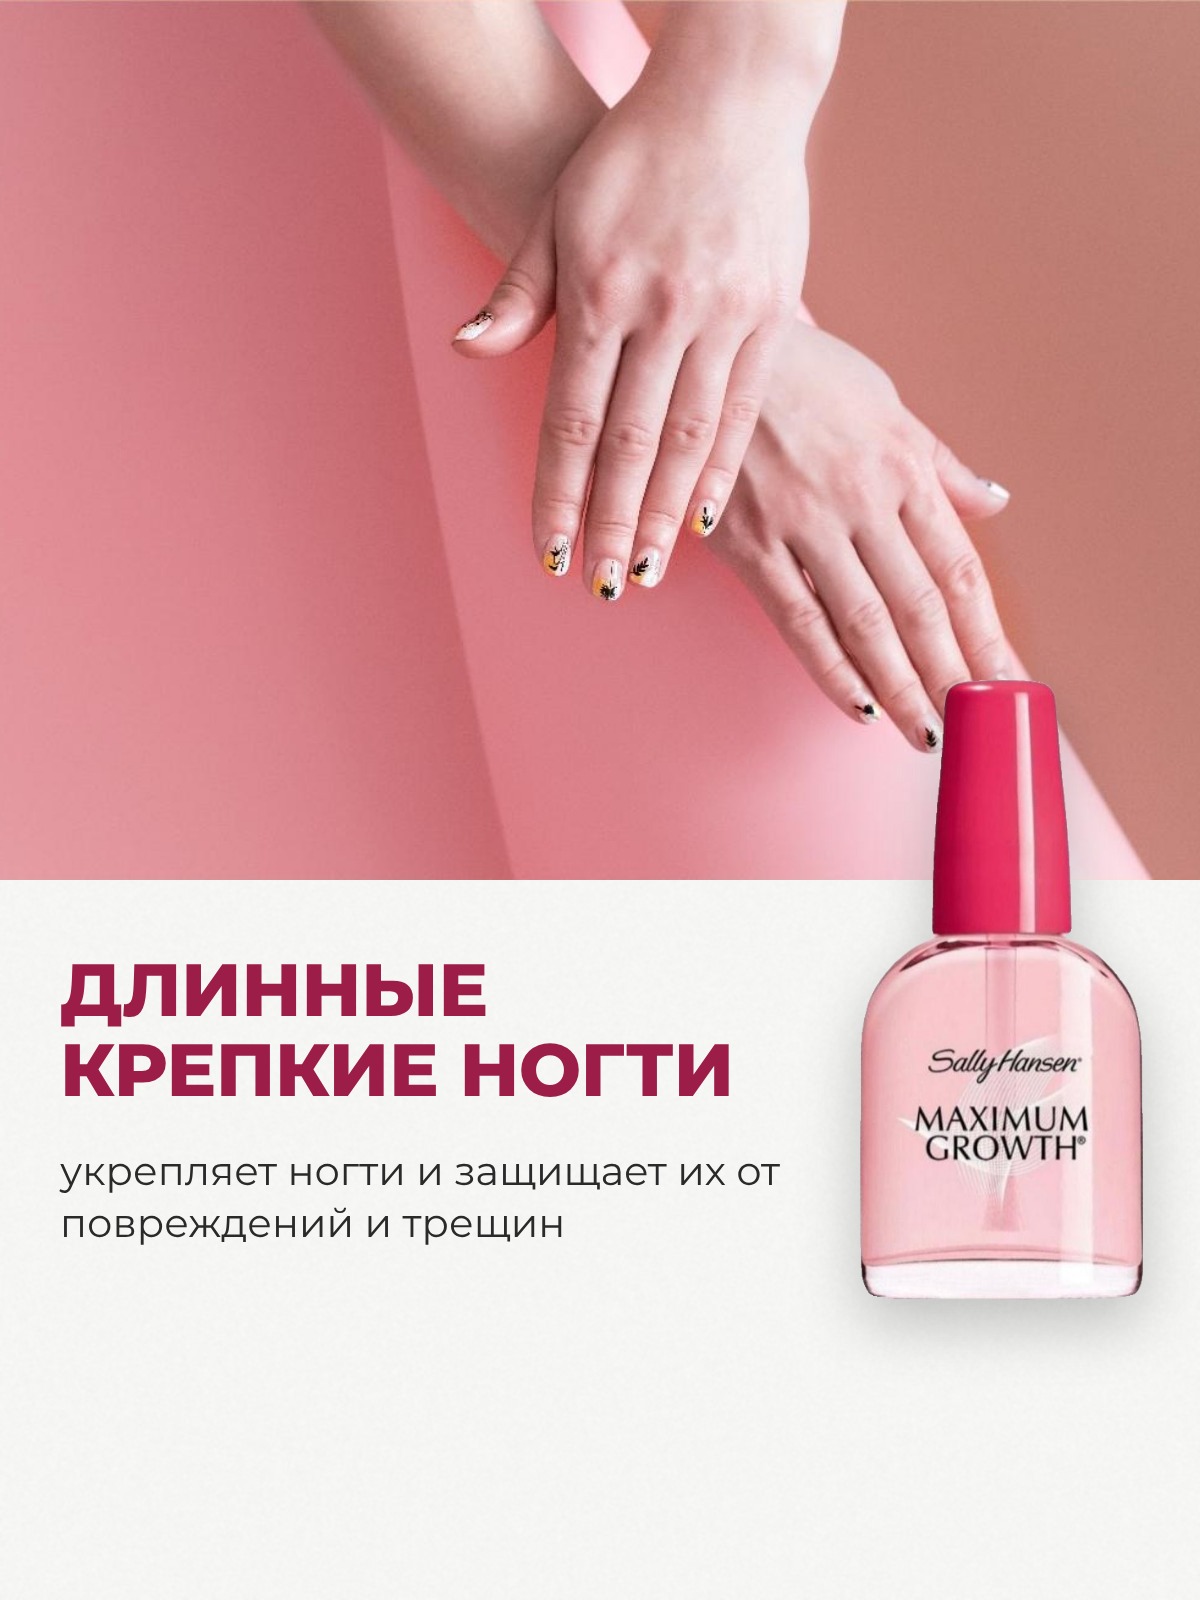 ДЛИННЫЕ
КРЕПКИЕ НОГТИ
укрепляет ногти и защищает их от
повреждений и трещин
Sally Hansen®
MAXIMUM
GROWTH®